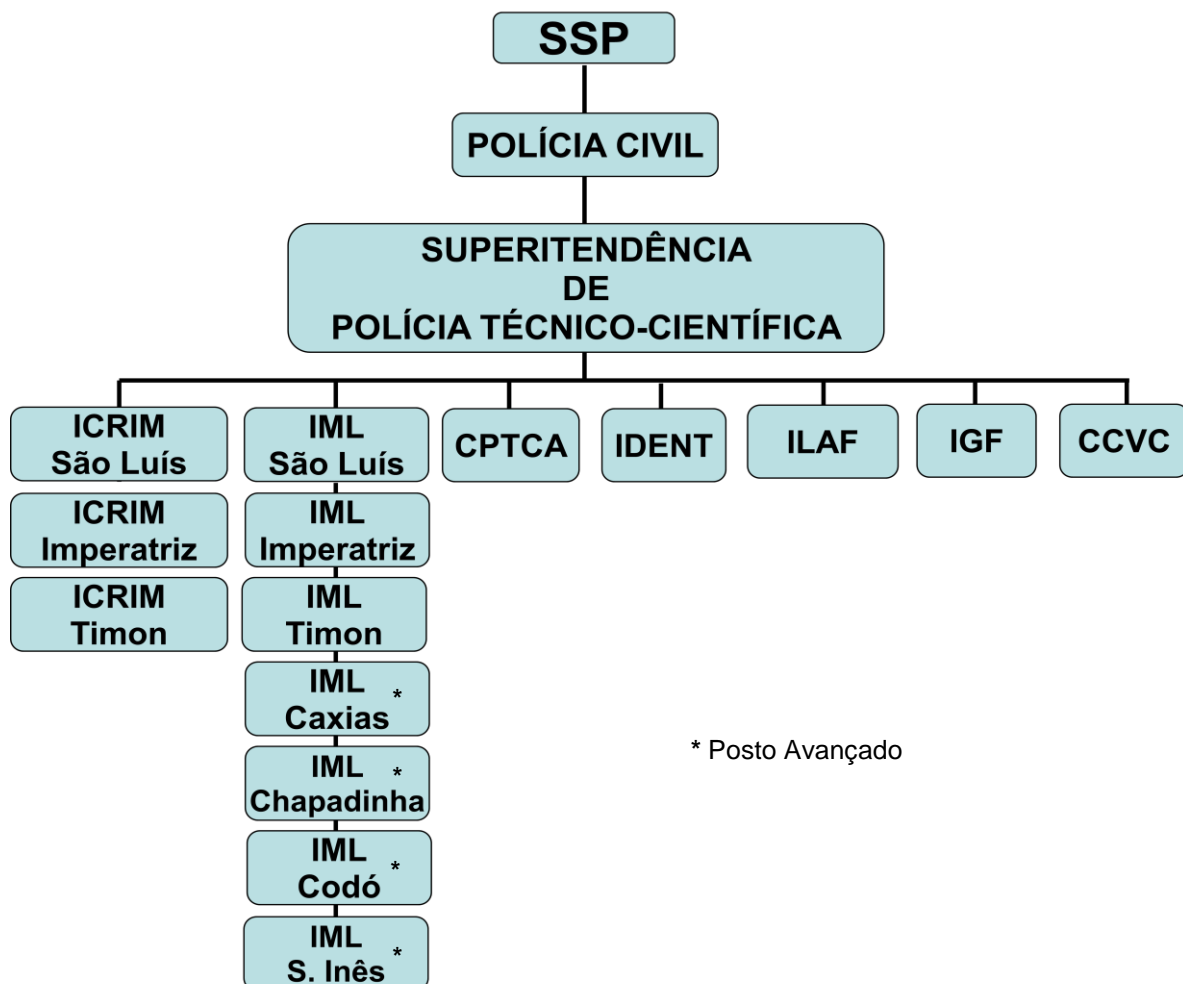 SSP
POLÍCIA CIVIL
SUPERITENDÊNCIA
DE
POLÍCIA TÉCNICO-CIENTÍFICA
ICRIM
São Luís
IML
São Luís
CPTCA
IDENT
ILAF
IGF
CCVC
ICRIM
Imperatriz
IML
Imperatriz
ICRIM
Timon
IML
Timon
IML
Caxias *
IML
Chapadinha *
IML
Codó *
IML
S. Inês *
* Posto Avançado